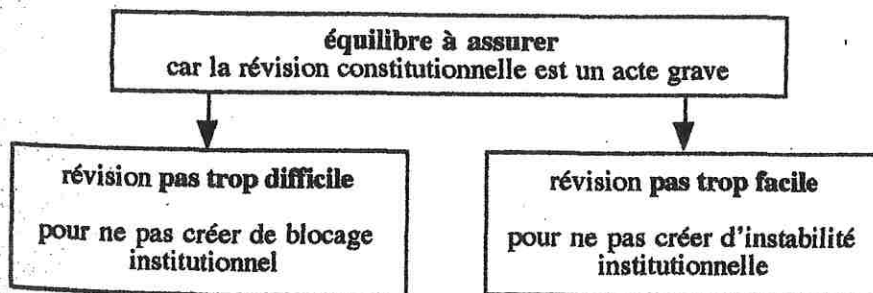 équilibre à assurer
car la révision constitutionnelle est un acte grave
révision pas trop difficile
pour ne pas créer de blocage
institutionnel
révision pas trop facile
pour ne pas créer d'instabilité
institutionnelle